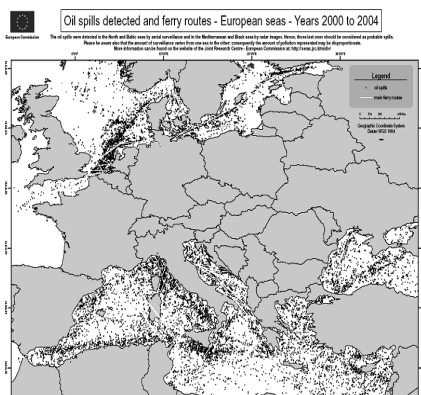 Oil spills detected and ferry routes - European seas - Years 2000 to 2004
European Commission
The oil spills were detected in the North and Baltic seas by aerial surveillance and in the Mediterranean and Black seas by radar images. Hence, those last ones should be considered as probable spills.
Please be aware also that the amount of surveillance varies from one sea to the other: consequently the amount of pollution represented may be disproportionate.
More information can be found on the website of the Joint Research Centre - European Commission at:
Legend
oil spills
main ferry routes
Geographic Coordinate System
Datum WGS 1984